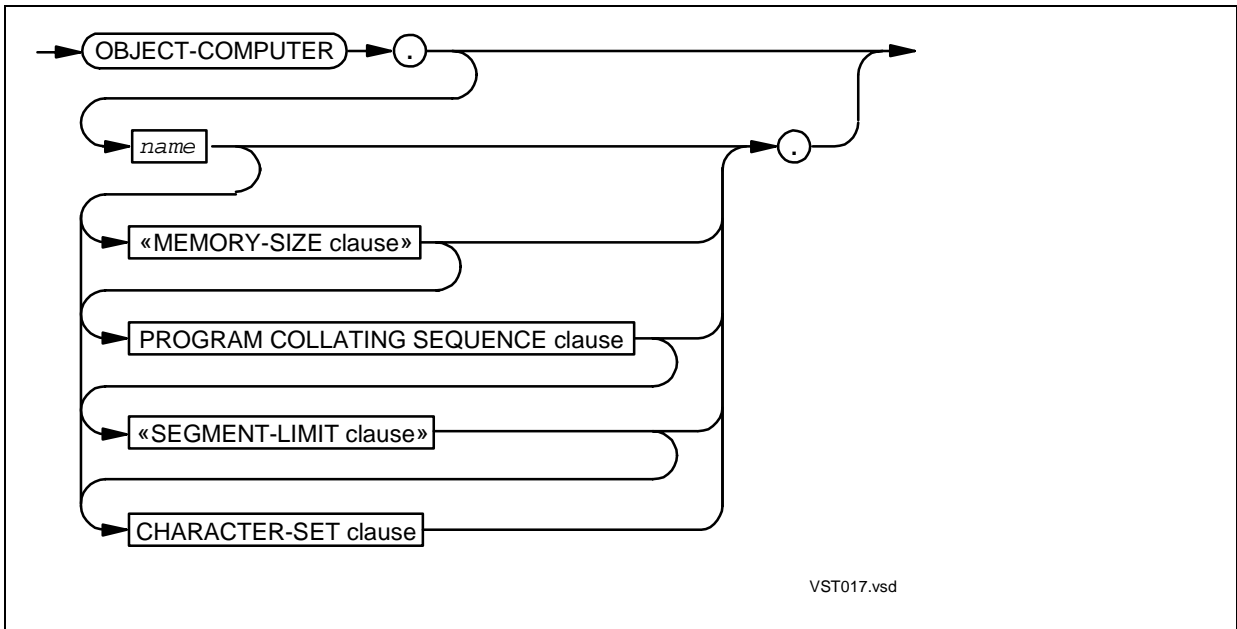 OBJECT-COMPUTER .
name .
«MEMORY-SIZE clause»
PROGRAM COLLATING SEQUENCE clause
«SEGMENT-LIMIT clause»
CHARACTER-SET clause
VST017.vsd